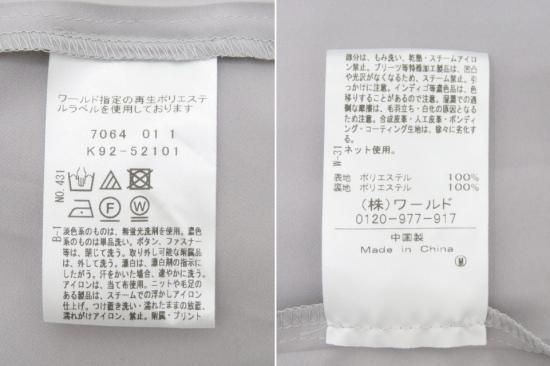 ワールド指定の再生ポリエステ
ルラベルを使用しております
7064 01 1
K92-52101
NO.431
B-1
淡色系のものは、無蛍光洗剤を使用。濃色
系のものは単品洗い。ボタン、ファスナー
等は、閉じて洗う。取り外し可能な附属品
は、外して洗う。漂白は、漂白剤の指示に
従う。汗をかいた場合、速やかに洗う。
アイロンは、当て布使用。ニットや毛足の
ある製品は、スチームでの浮かしアイロン
仕上げ。つけ置き洗い・濡れたままの放置、
濡れがけアイロン、禁止。附属・プリント
部分は、もみ洗い、乾燥・スチームアイロ
ン禁止。プリーツ等特殊加工製品は、凹凸
や光沢がなくなるため、スチーム禁止。引
っかけに注意。インディゴ等濃色品は、色
移りすることがあるので注意。湿潤での過
剰な摩擦は、毛羽立ち・白化の原因となる
ため注意。合成皮革・人工皮革・ボンディ
ング・コーティング生地は、徐々に劣化す
る。
ネット使用。
W-31
表地 ポリエステル 100%
裏地 ポリエステル 100%
(株)ワールド
0120-977-917
中国製
Made in China